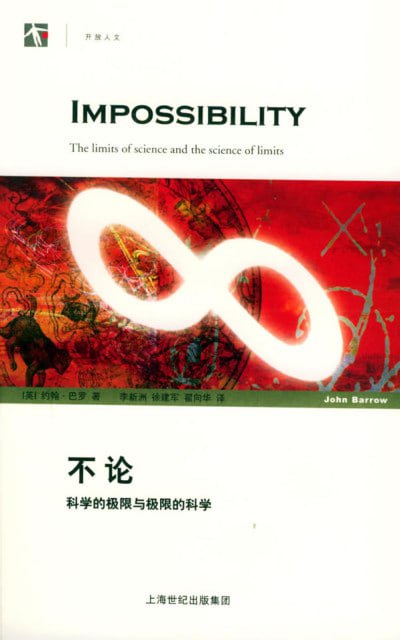 开放人文
IMPOSSIBILITY
The limits of science and the science of limits
[英] 约翰·巴罗 著 李新洲 徐建军 翟向华 译
John Barrow
不论
科学的极限与极限的科学
上海世纪出版集团